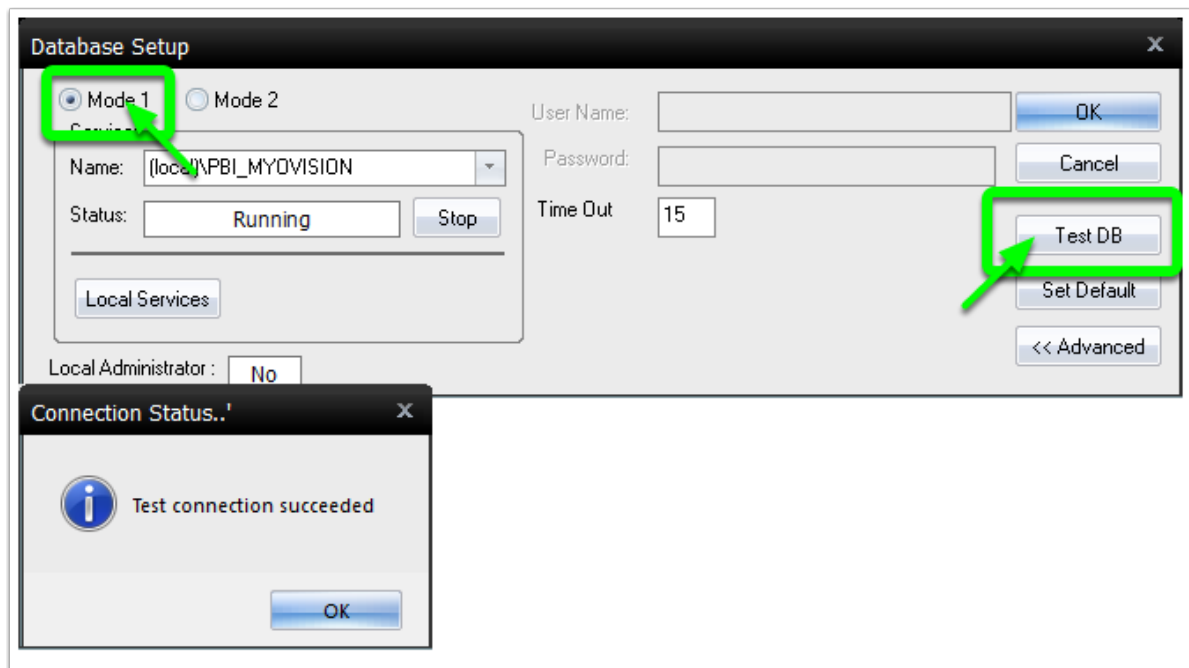 Database Setup
x
Mode 1
Mode 2
Service
Name:
(local)\PBI_MYOVISION
Status:
Running
Stop
Local Services
Local Administrator :
No
User Name:
Password:
Time Out
15
OK
Cancel
Test DB
Set Default
<< Advanced
Connection Status..'
x
Test connection succeeded
OK